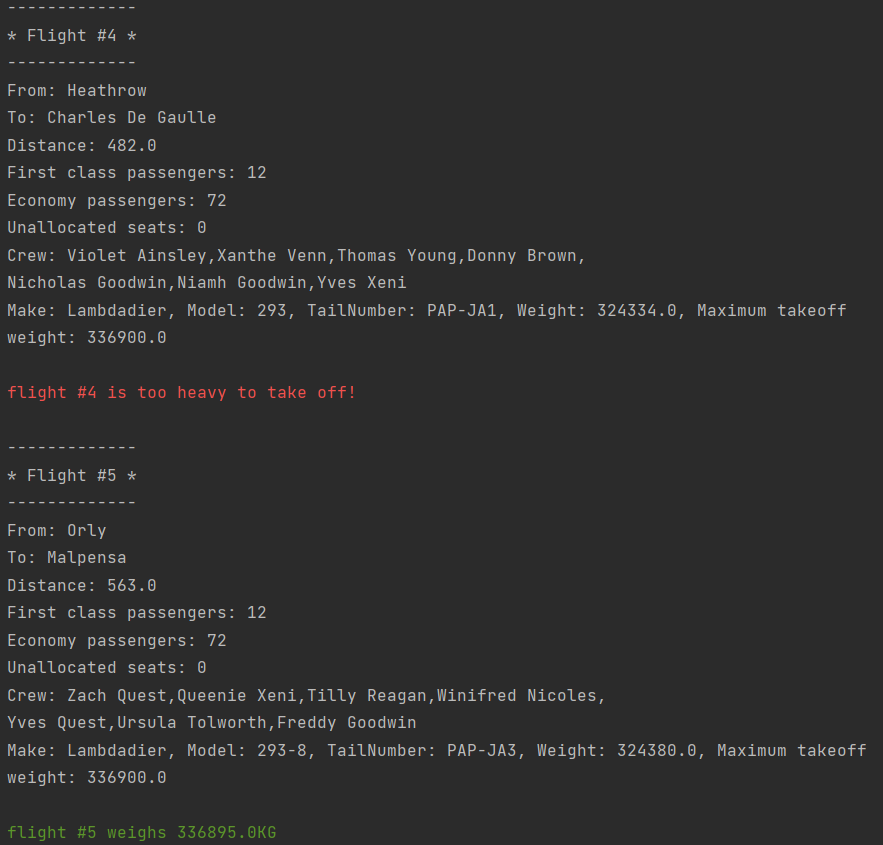 -------------
* Flight #4 *
-------------
From: Heathrow
To: Charles De Gaulle
Distance: 482.0
First class passengers: 12
Economy passengers: 72
Unallocated seats: 0
Crew: Violet Ainsley,Xanthe Venn,Thomas Young,Donny Brown,
Nicholas Goodwin,Niamh Goodwin,Yves Xeni
Make: Lambdadier, Model: 293, TailNumber: PAP-JA1, Weight: 324334.0, Maximum takeoff
weight: 336900.0
flight #4 is too heavy to take off!
-------------
* Flight #5 *
-------------
From: Orly
To: Malpensa
Distance: 563.0
First class passengers: 12
Economy passengers: 72
Unallocated seats: 0
Crew: Zach Quest,Queenie Xeni,Tilly Reagan,Winifred Nicoles,
Yves Quest,Ursula Tolworth,Freddy Goodwin
Make: Lambdadier, Model: 293-8, TailNumber: PAP-JA3, Weight: 324380.0, Maximum takeoff
weight: 336900.0
flight #5 weighs 336895.0KG